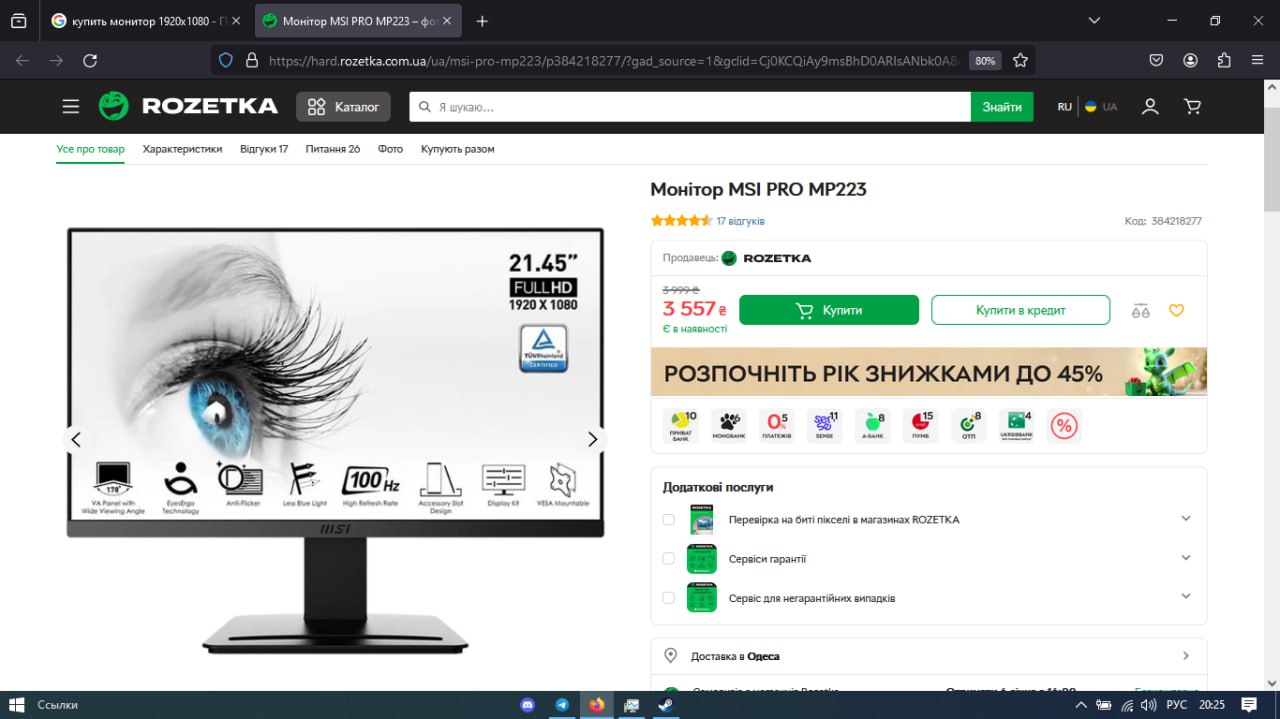 купить монитор 1920x1080 - П
Монітор MSI PRO MP223 – фот
https://hard.rozetka.com.ua/ua/msi-pro-mp223/p384218277/?gad_source=1&gclid=Cj0KCQiAy9msBhD0ARIsANbk0A8
80%
ROZETKA
Каталог
Я шукаю...
Знайти
RU
UA
Усе про товар
Характеристики
Відгуки 17
Питання 26
Фото
Купують разом
21.45”
FULL HD
1920 X 1080
TÜVRheinland
CERTIFIED
178°
100Hz
VA Panel with
Wide Viewing Angle
EyesErgo
Technology
Anti-Flicker
Less Blue Light
High Refresh Rate
Accessory Slot
Design
Display Kit
VESA Mountable
MSI
Монітор MSI PRO MP223
17 відгуків
Код: 384218277
Продавець: ROZETKA
3 999 ₴
3 557 ₴
Є в наявності
Купити
Купити в кредит
РОЗПОЧНІТЬ РІК ЗНИЖКАМИ ДО 45%
10
ПРИВАТ
БАНК
6
МОНОБАНК
0% 5
ПЛАТЕЖІВ
11
SENSE
8
А-БАНК
15
ПУМБ
8
ОТП
4
UKRSIBBANK
%
Додаткові послуги
Перевірка на биті пікселі в магазинах ROZETKA
Сервіси гарантії
Сервіс для негарантійних випадків
Доставка в Одеса
Ссылки
РУС
20:25